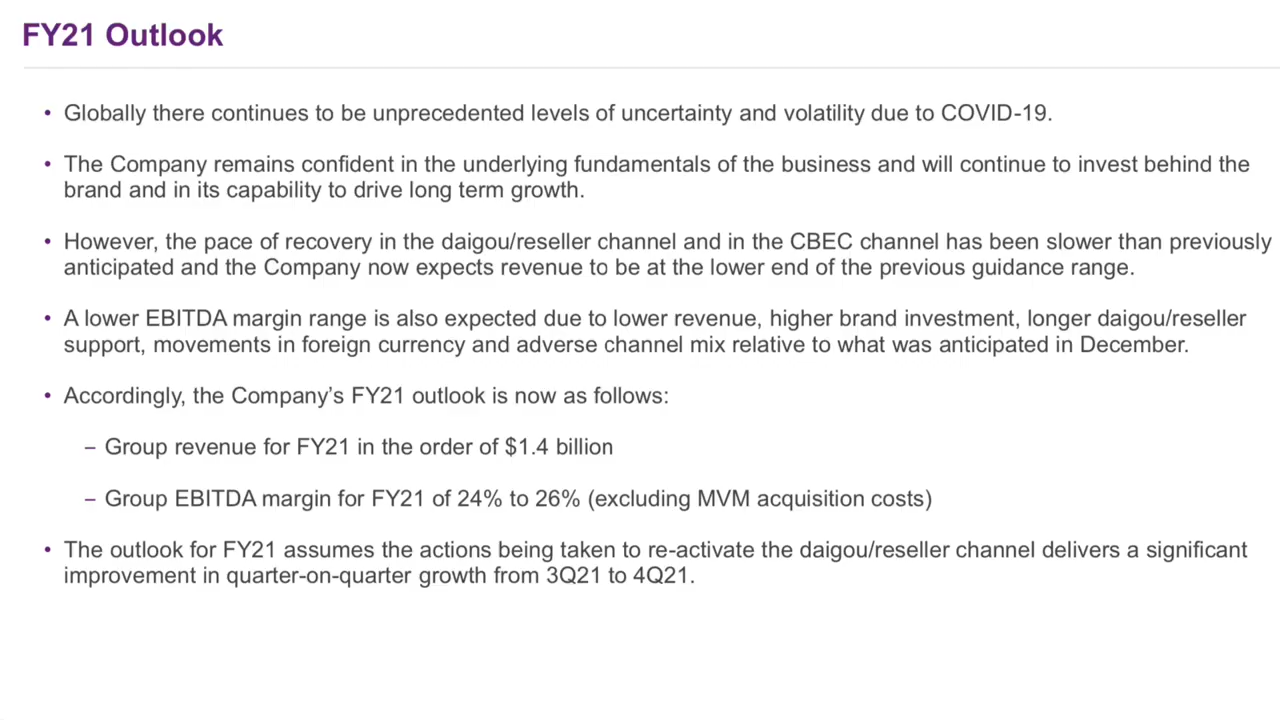 FY21 Outlook
• Globally there continues to be unprecedented levels of uncertainty and volatility due to COVID-19.
• The Company remains confident in the underlying fundamentals of the business and will continue to invest behind the
brand and in its capability to drive long term growth.
• However, the pace of recovery in the daigou/reseller channel and in the CBEC channel has been slower than previously
anticipated and the Company now expects revenue to be at the lower end of the previous guidance range.
• A lower EBITDA margin range is also expected due to lower revenue, higher brand investment, longer daigou/reseller
support, movements in foreign currency and adverse channel mix relative to what was anticipated in December.
• Accordingly, the Company’s FY21 outlook is now as follows:
– Group revenue for FY21 in the order of $1.4 billion
– Group EBITDA margin for FY21 of 24% to 26% (excluding MVM acquisition costs)
• The outlook for FY21 assumes the actions being taken to re-activate the daigou/reseller channel delivers a significant
improvement in quarter-on-quarter growth from 3Q21 to 4Q21.